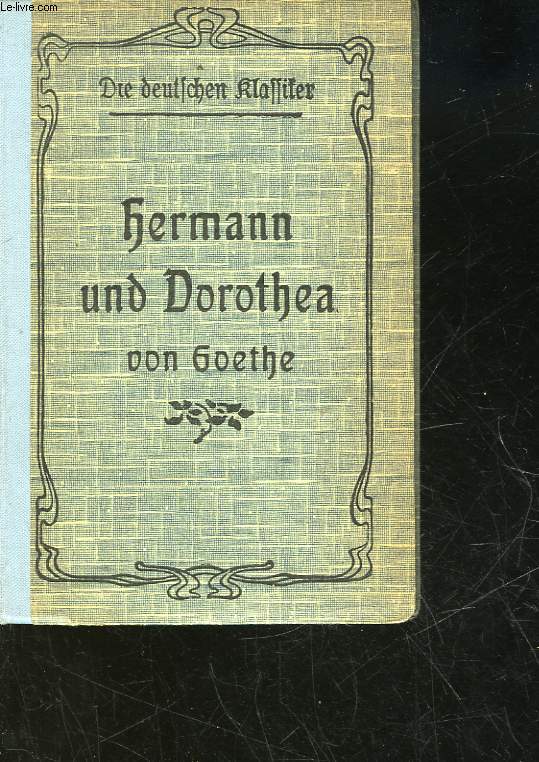 Le-livre.com
Die deutschen Klassiker
Hermann
und Dorothea
von Goethe